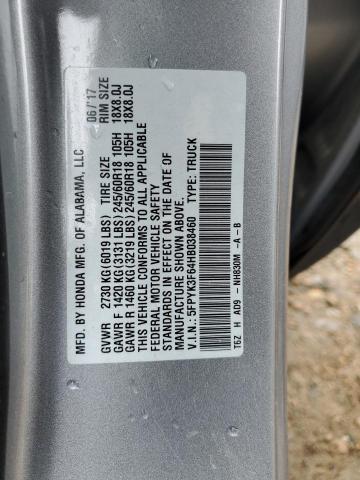 MFD. BY HONDA MFG. OF ALABAMA, LLC 06/'17
TIRE SIZE RIM SIZE
GVWR 2730 KG(6019 LBS)
GAWR F 1420 KG(3131 LBS) 245/60R18 105H 18X8.0J
GAWR R 1460 KG(3219 LBS) 245/60R18 105H 18X8.0J
THIS VEHICLE CONFORMS TO ALL APPLICABLE
FEDERAL MOTOR VEHICLE SAFETY
STANDARDS IN EFFECT ON THE DATE OF
MANUFACTURE SHOWN ABOVE.
V.I.N.: 5FPYK3F64HB038460 TYPE: TRUCK
T6Z H AD9 - NH830M - A - B